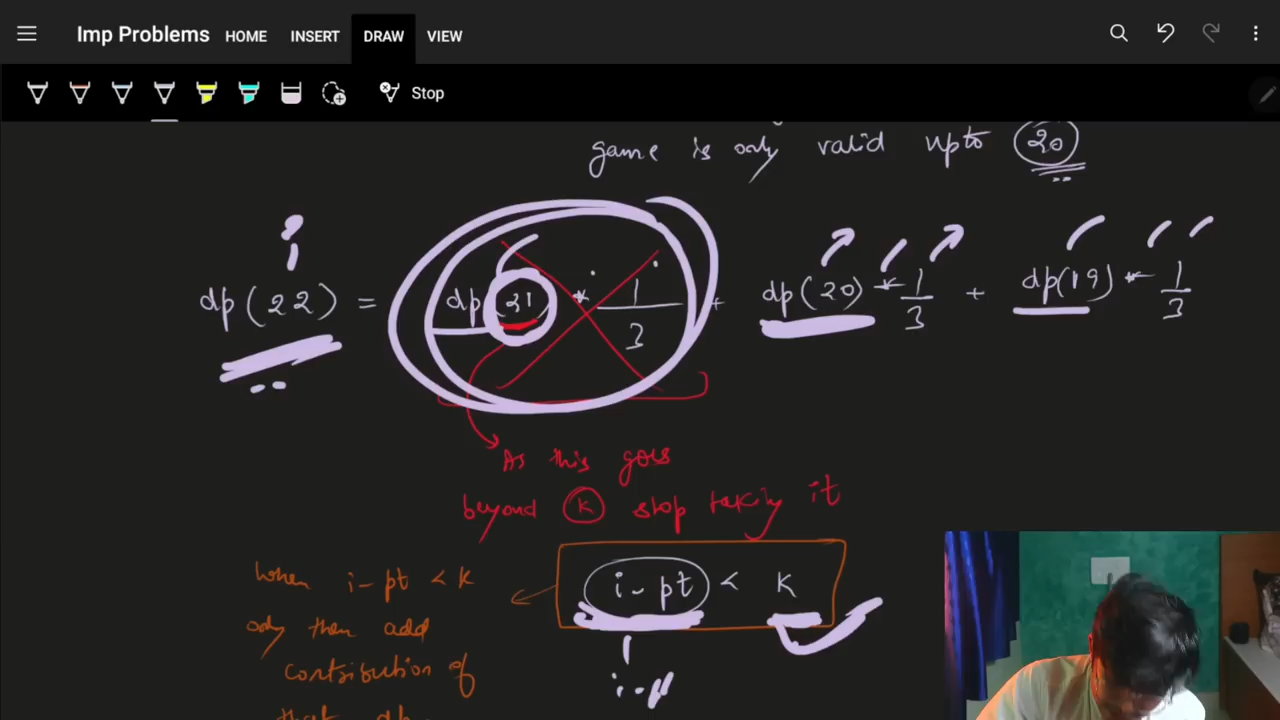 Imp Problems HOME INSERT DRAW VIEW
Stop
game is only valid upto 20
dp(22) = dp(21) * 1/3 + dp(20) * 1/3 + dp(19) * 1/3
As this goes
beyond K stop taking it
i-pt < K
when i-pt < K
only then add
contribution of
i-p